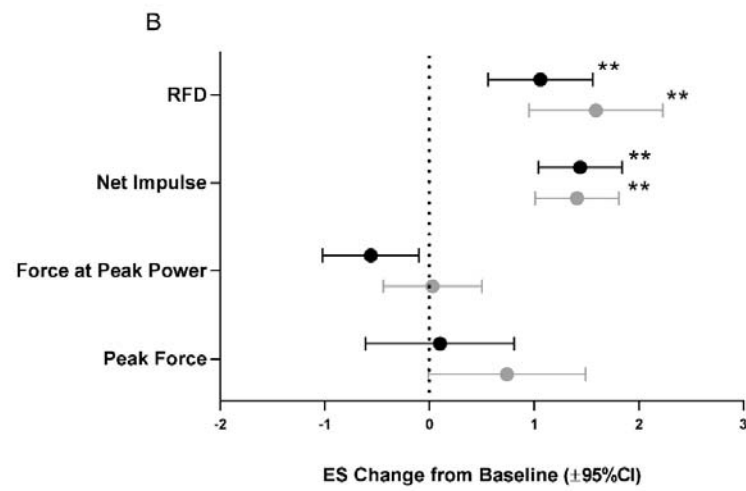 B
**
RFD
**
**
Net Impulse
**
Force at Peak Power
Peak Force
-2 -1 0 1 2 3
ES Change from Baseline (±95%CI)